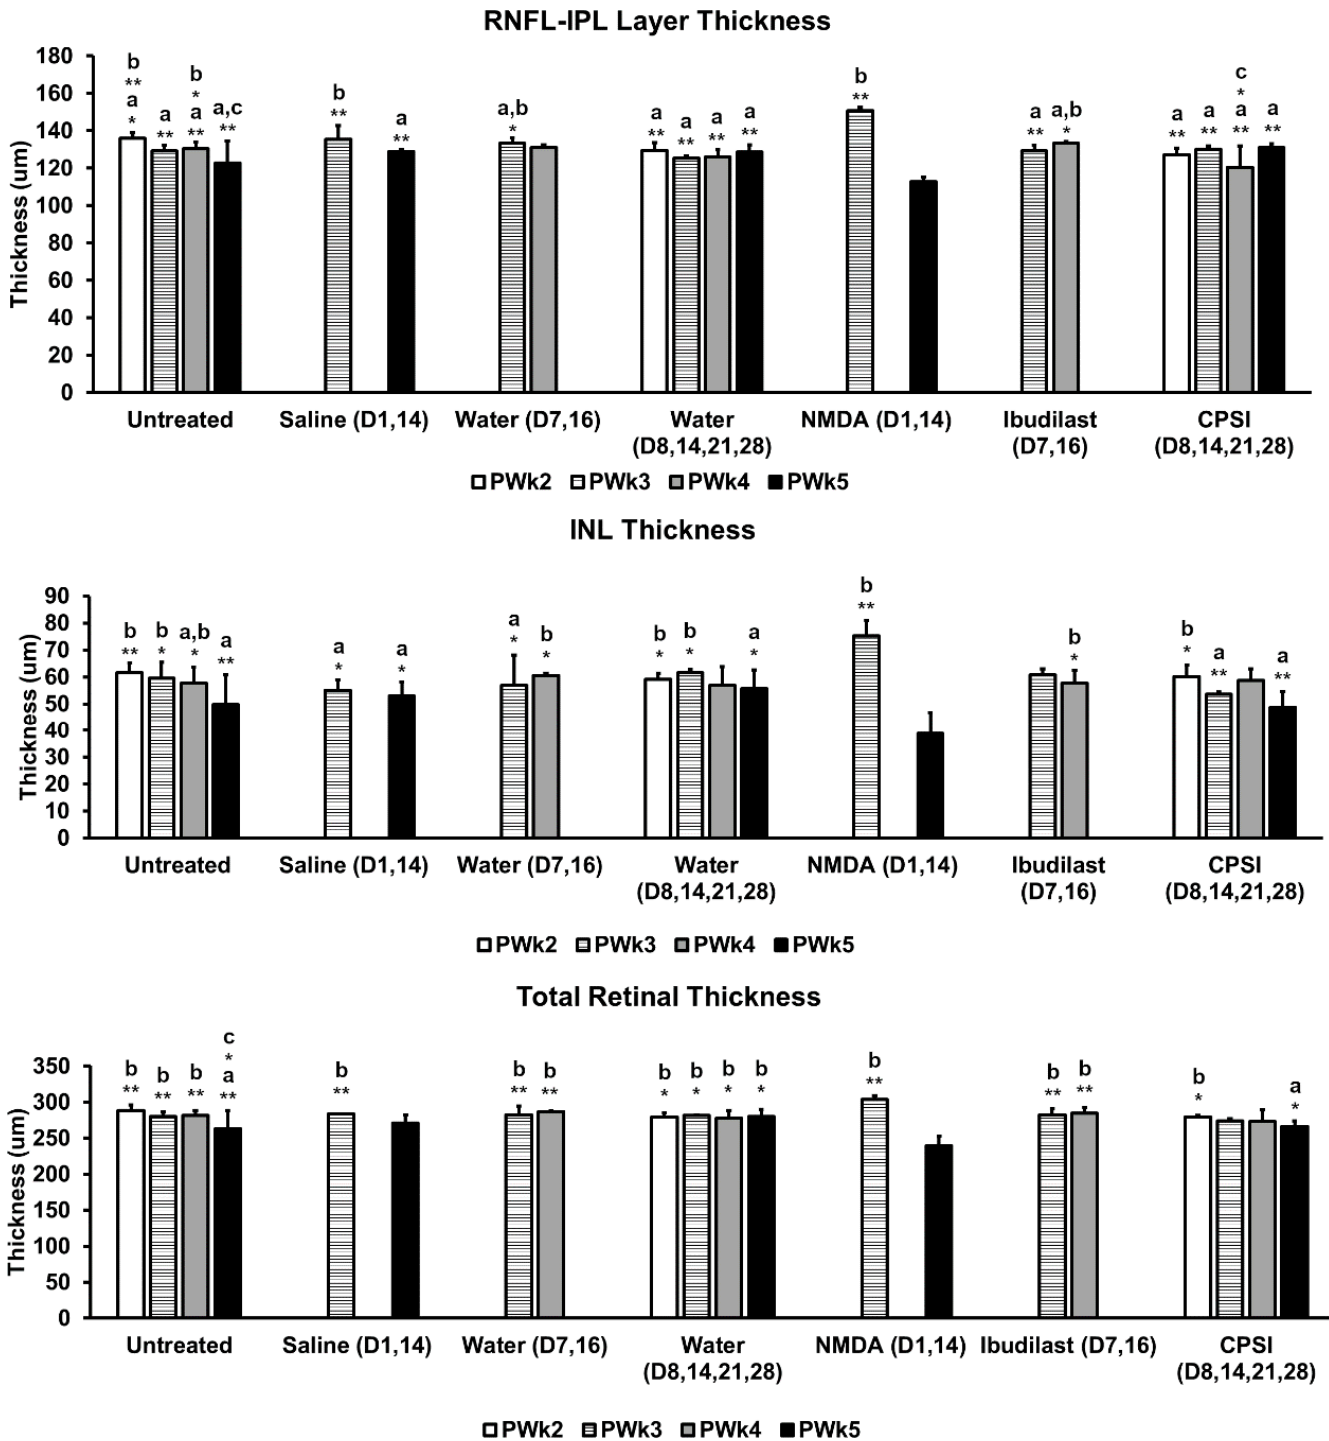 RNFL-IPL Layer Thickness
Thickness (um)
180
160
140
120
100
80
60
40
20
0
b
**
a
*
a
**
b
*
a
**
a,c
**
b
**
a
**
a,b
*
a
**
a
**
a
**
a
**
b
**
a
**
a,b
*
a
**
a
**
c
*
a
**
a
**
Untreated
Saline (D1,14)
Water (D7,16)
Water
(D8,14,21,28)
NMDA (D1,14)
Ibudilast
(D7,16)
CPSI
(D8,14,21,28)
PWk2 PWk3 PWk4 PWk5
INL Thickness
Thickness (um)
90
80
70
60
50
40
30
20
10
0
b
**
b
*
a,b
*
a
**
a
*
a
*
a
*
b
*
b
*
b
*
a
*
b
**
b
*
b
*
a
**
a
**
Untreated
Saline (D1,14)
Water (D7,16)
Water
(D8,14,21,28)
NMDA (D1,14)
Ibudilast
(D7,16)
CPSI
(D8,14,21,28)
PWk2 PWk3 PWk4 PWk5
Total Retinal Thickness
Thickness (um)
350
300
250
200
150
100
50
0
b
**
b
**
b
**
c
*
a
**
b
**
b
**
b
**
b
*
b
*
b
*
b
*
b
**
b
**
b
**
b
*
a
*
Untreated
Saline (D1,14)
Water (D7,16)
Water
(D8,14,21,28)
NMDA (D1,14)
Ibudilast (D7,16)
CPSI
(D8,14,21,28)
PWk2 PWk3 PWk4 PWk5